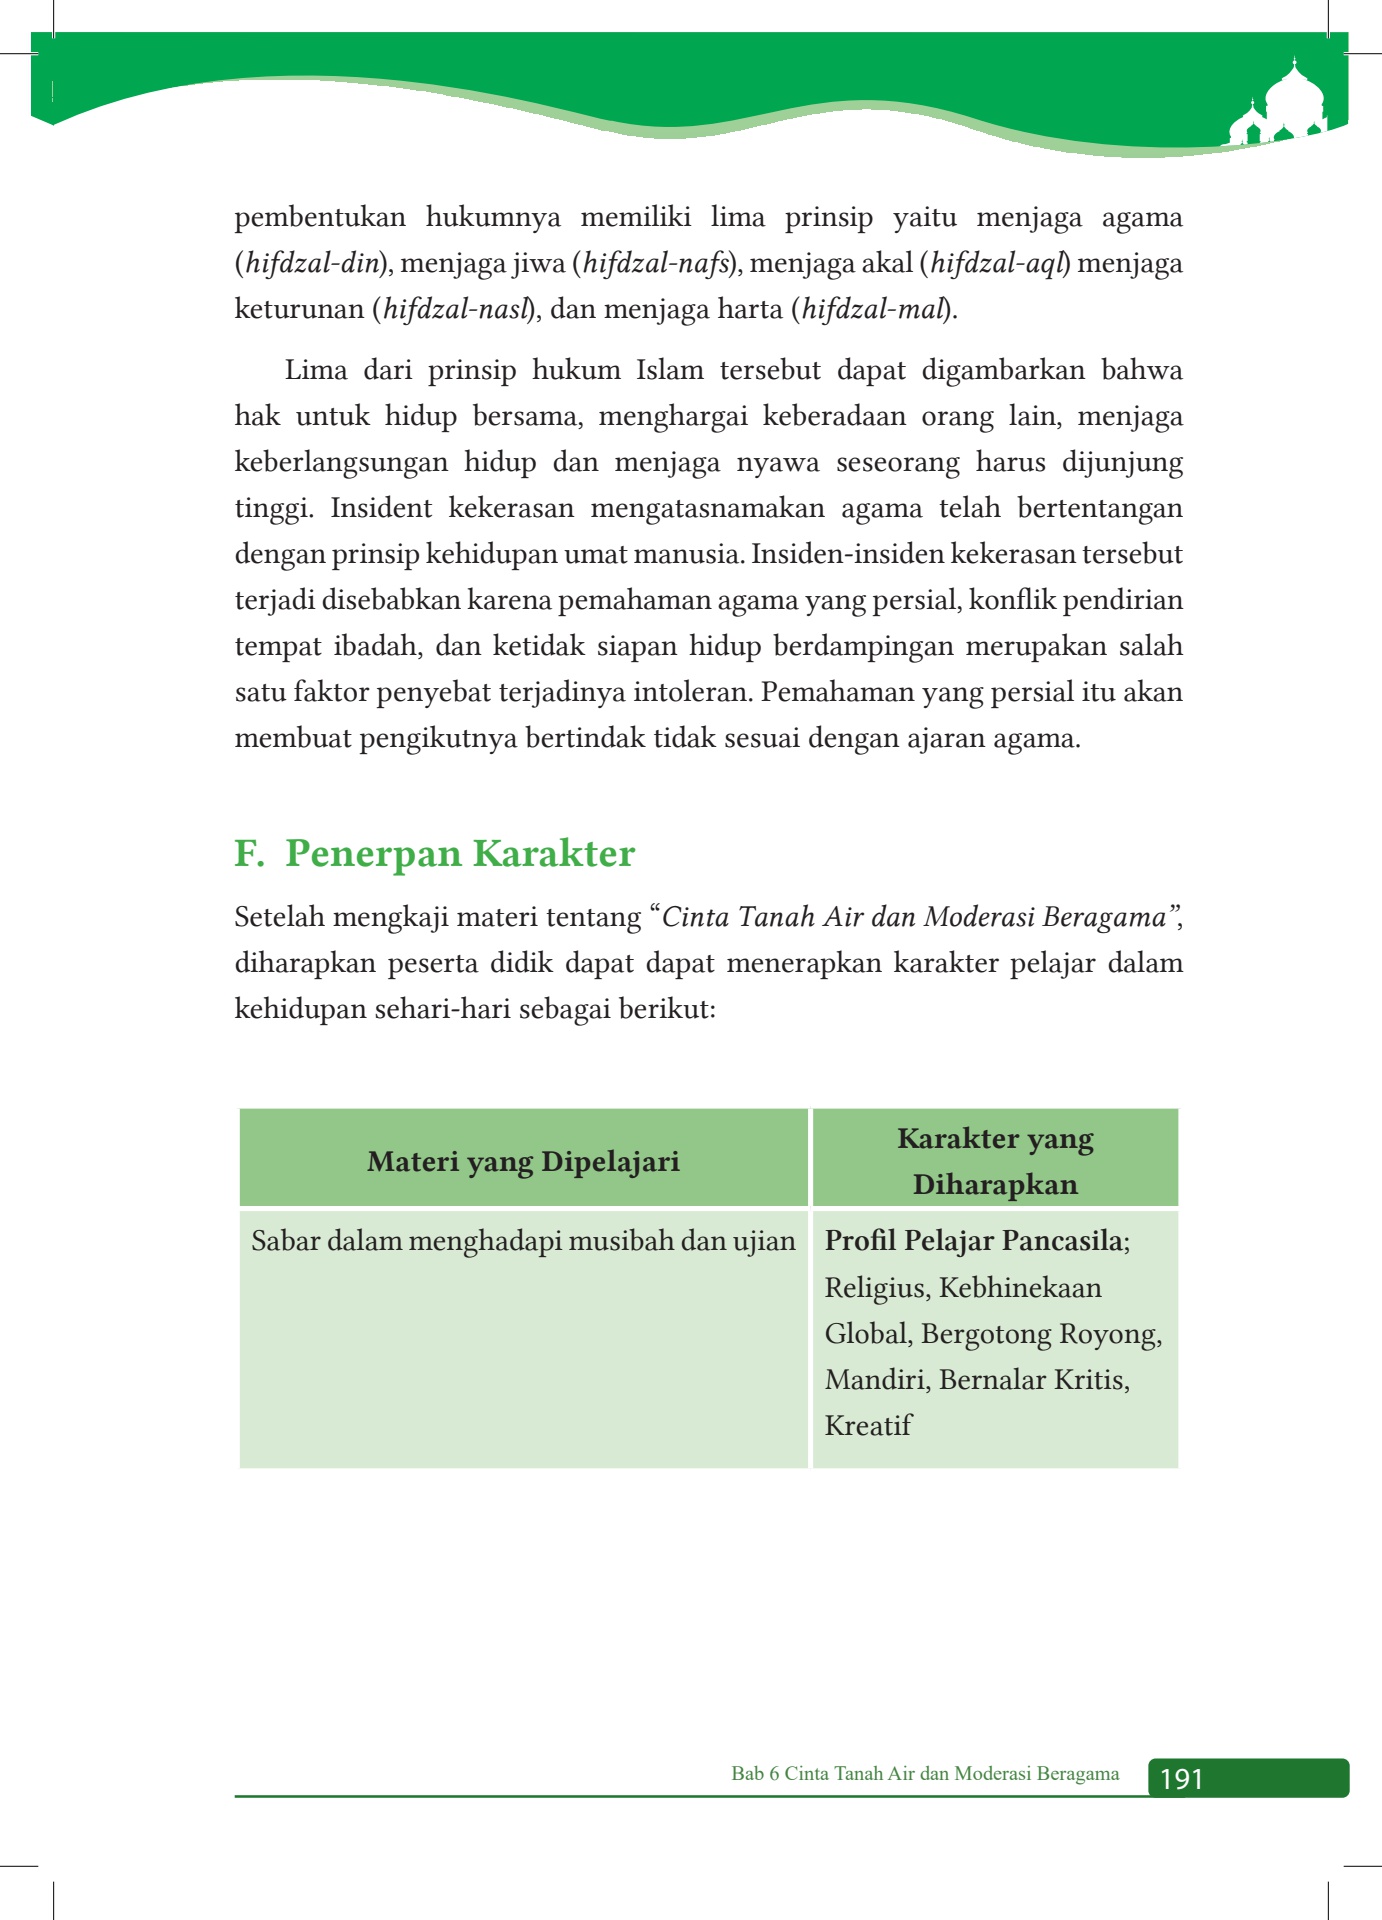 pembentukan hukumnya memiliki lima prinsip yaitu menjaga agama
(hifdzal-din), menjaga jiwa (hifdzal-nafs), menjaga akal (hifdzal-aql) menjaga
keturunan (hifdzal-nasl), dan menjaga harta (hifdzal-mal).
Lima dari prinsip hukum Islam tersebut dapat digambarkan bahwa
hak untuk hidup bersama, menghargai keberadaan orang lain, menjaga
keberlangsungan hidup dan menjaga nyawa seseorang harus dijunjung
tinggi. Insident kekerasan mengatasnamakan agama telah bertentangan
dengan prinsip kehidupan umat manusia. Insiden-insiden kekerasan tersebut
terjadi disebabkan karena pemahaman agama yang persial, konflik pendirian
tempat ibadah, dan ketidak siapan hidup berdampingan merupakan salah
satu faktor penyebat terjadinya intoleran. Pemahaman yang persial itu akan
membuat pengikutnya bertindak tidak sesuai dengan ajaran agama.
F. Penerpan Karakter
Setelah mengkaji materi tentang “Cinta Tanah Air dan Moderasi Beragama”,
diharapkan peserta didik dapat dapat menerapkan karakter pelajar dalam
kehidupan sehari-hari sebagai berikut:
Materi yang Dipelajari
Karakter yang
Diharapkan
Sabar dalam menghadapi musibah dan ujian
Profil Pelajar Pancasila;
Religius, Kebhinekaan
Global, Bergotong Royong,
Mandiri, Bernalar Kritis,
Kreatif
Bab 6 Cinta Tanah Air dan Moderasi Beragama
191